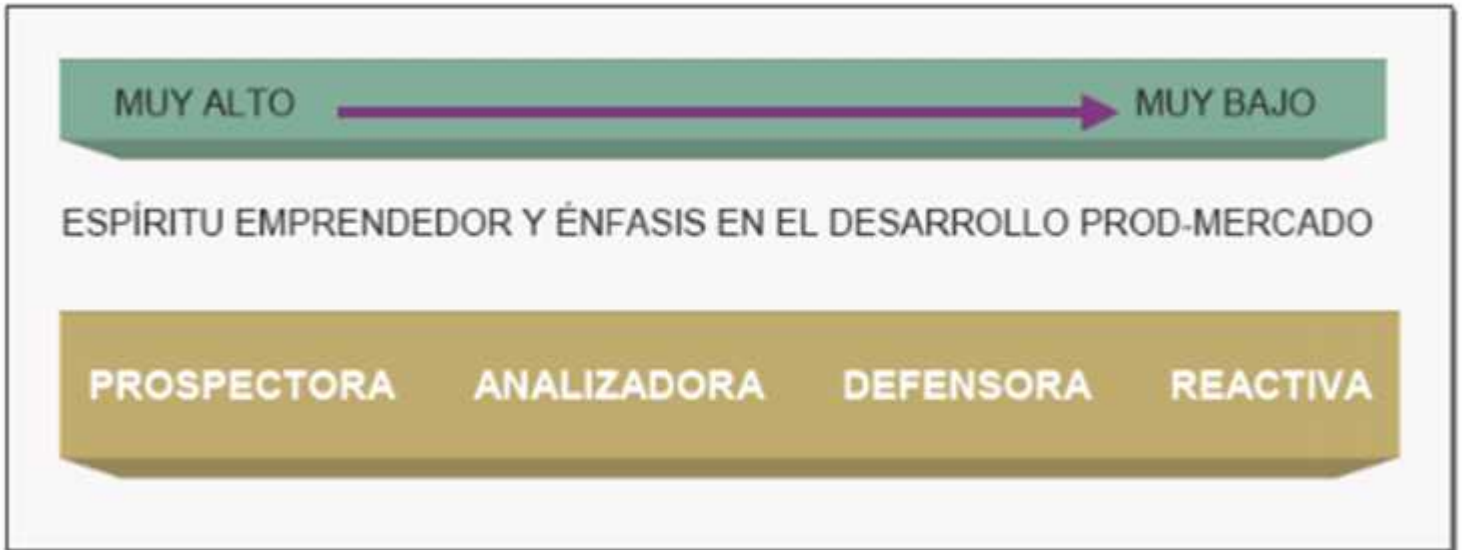 MUY ALTO MUY BAJO
ESPÍRITU EMPRENDEDOR Y ÉNFASIS EN EL DESARROLLO PROD-MERCADO
PROSPECTORA ANALIZADORA DEFENSORA REACTIVA